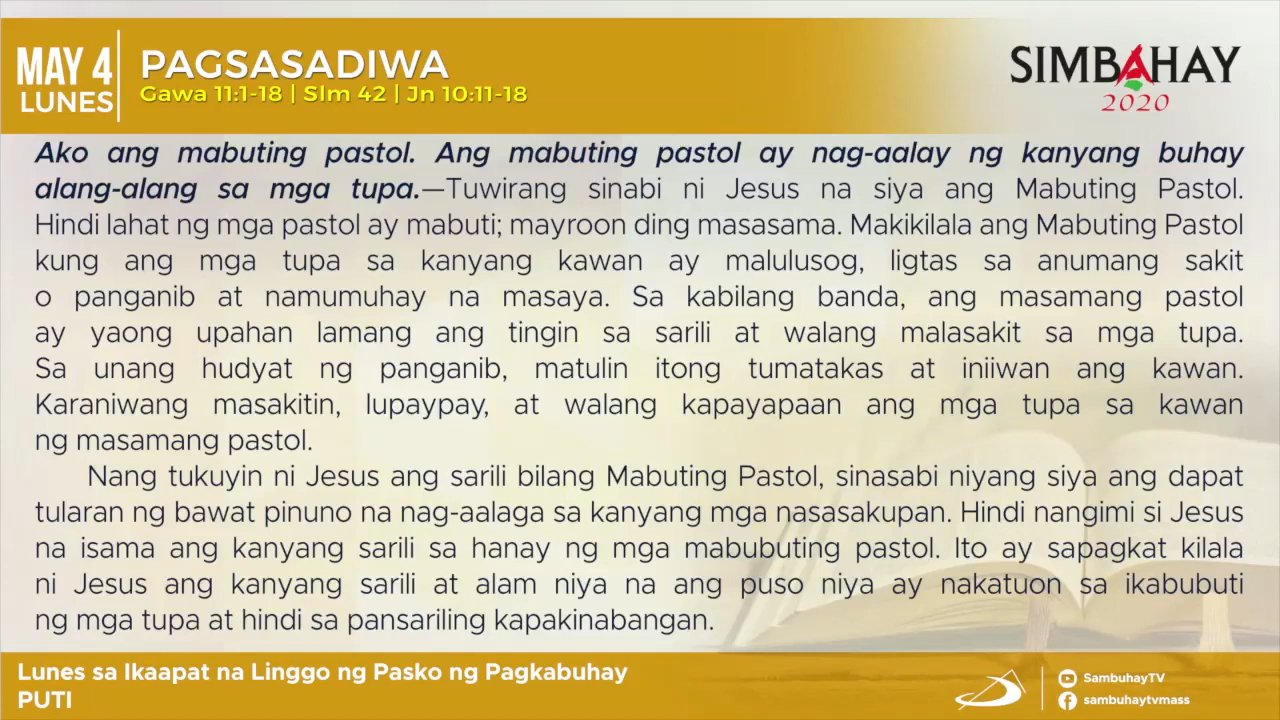 MAY 4
LUNES
PAGSASADIWA
Gawa 11:1-18 | Slm 42 | Jn 10:11-18
SIMBAHAY
2020
Ako ang mabuting pastol. Ang mabuting pastol ay nag-aalay ng kanyang buhay
alang-alang sa mga tupa.—Tuwirang sinabi ni Jesus na siya ang Mabuting Pastol.
Hindi lahat ng mga pastol ay mabuti; mayroon ding masasama. Makikilala ang Mabuting Pastol
kung ang mga tupa sa kanyang kawan ay malulusog, ligtas sa anumang sakit
o panganib at namumuhay na masaya. Sa kabilang banda, ang masamang pastol
ay yaong upahan lamang ang tingin sa sarili at walang malasakit sa mga tupa.
Sa unang hudyat ng panganib, matulin itong tumatakas at iniiwan ang kawan.
Karaniwang masakitin, lupaypay, at walang kapayapaan ang mga tupa sa kawan
ng masamang pastol.
Nang tukuyin ni Jesus ang sarili bilang Mabuting Pastol, sinasabi niyang siya ang dapat
tularan ng bawat pinuno na nag-aalaga sa kanyang mga nasasakupan. Hindi nangimi si Jesus
na isama ang kanyang sarili sa hanay ng mga mabubuting pastol. Ito ay sapagkat kilala
ni Jesus ang kanyang sarili at alam niya na ang puso niya ay nakatuon sa ikabubuti
ng mga tupa at hindi sa pansariling kapakinabangan.
Lunes sa Ikaapat na Linggo ng Pasko ng Pagkabuhay
PUTI
SambuhayTV
sambuhaytvmass